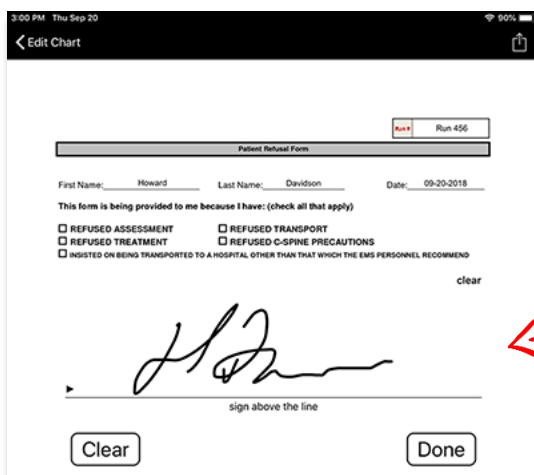 3:00 PM Thu Sep 20 90%
Edit Chart
Run # Run 456
Patient Refusal Form
First Name: Howard Last Name: Davidson Date: 09-20-2018
This form is being provided to me because I have: (check all that apply)
REFUSED ASSESSMENT REFUSED TRANSPORT
REFUSED TREATMENT REFUSED C-SPINE PRECAUTIONS
INSISTED ON BEING TRANSPORTED TO A HOSPITAL OTHER THAN THAT WHICH THE EMS PERSONNEL RECOMMEND
clear
sign above the line
Clear Done